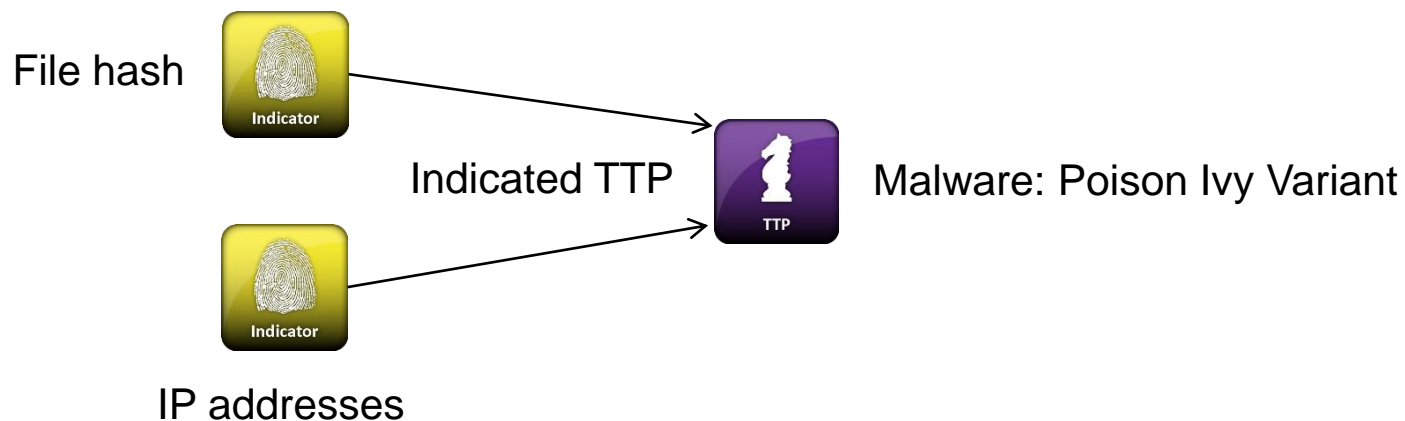 File hash
Indicator
Indicated TTP
TTP
Malware: Poison Ivy Variant
Indicator
IP addresses